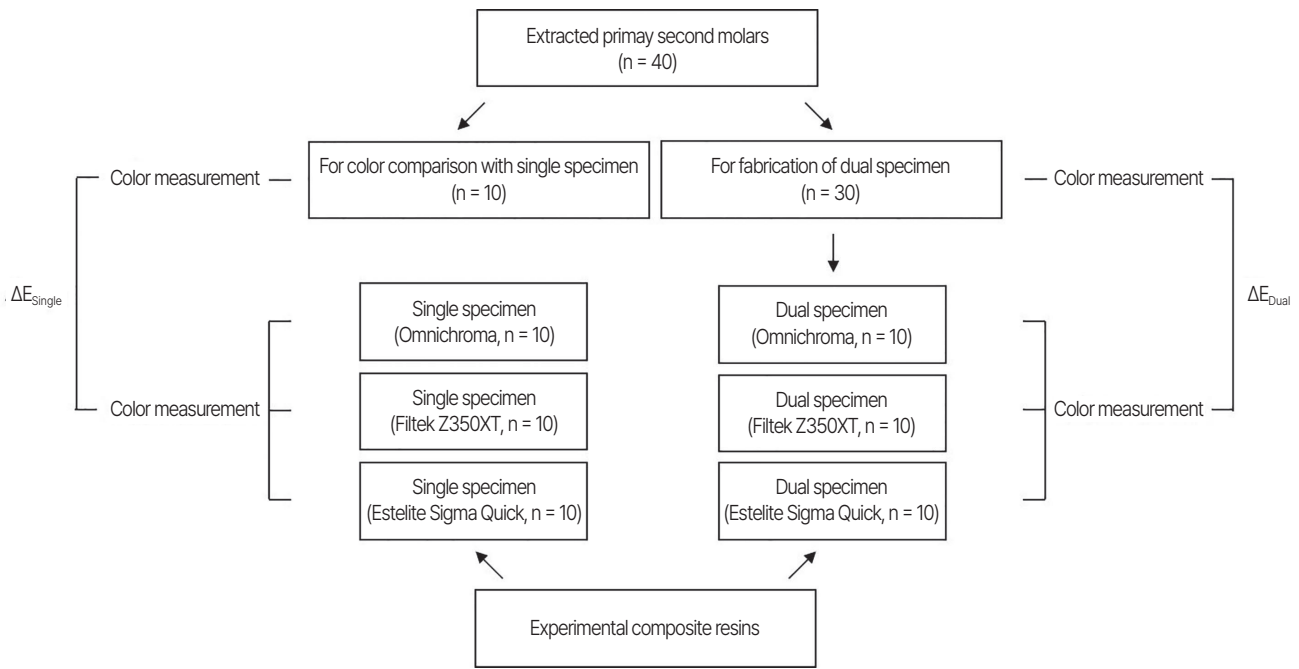 Extracted primay second molars
(n = 40)
For color comparison with single specimen
(n = 10)
For fabrication of dual specimen
(n = 30)
Color measurement
Color measurement
ΔESingle
ΔEDual
Single specimen
(Omnichroma, n = 10)
Dual specimen
(Omnichroma, n = 10)
Color measurement
Single specimen
(Filtek Z350XT, n = 10)
Dual specimen
(Filtek Z350XT, n = 10)
Color measurement
Single specimen
(Estelite Sigma Quick, n = 10)
Dual specimen
(Estelite Sigma Quick, n = 10)
Experimental composite resins